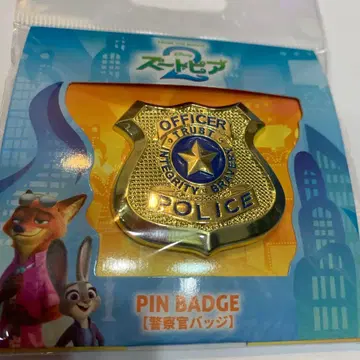 Disney
ズートピア
2
OFFICER
TRUST
INTEGRITY BRAVERY
POLICE
PIN BADGE
【警察官バッジ】